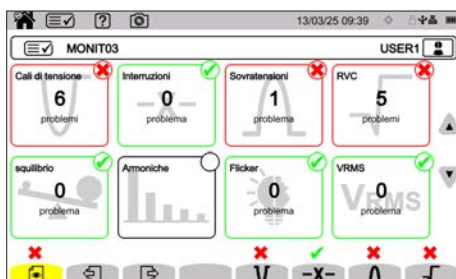 13/03/25 09:39
MONIT03 USER1
Cali di tensione Interruzioni Sovratensioni RVC
6 0 1 5
problemi problema problema problemi
squilibrio Armoniche Flicker VRMS
0 0 VRMS 0
problema problema problema